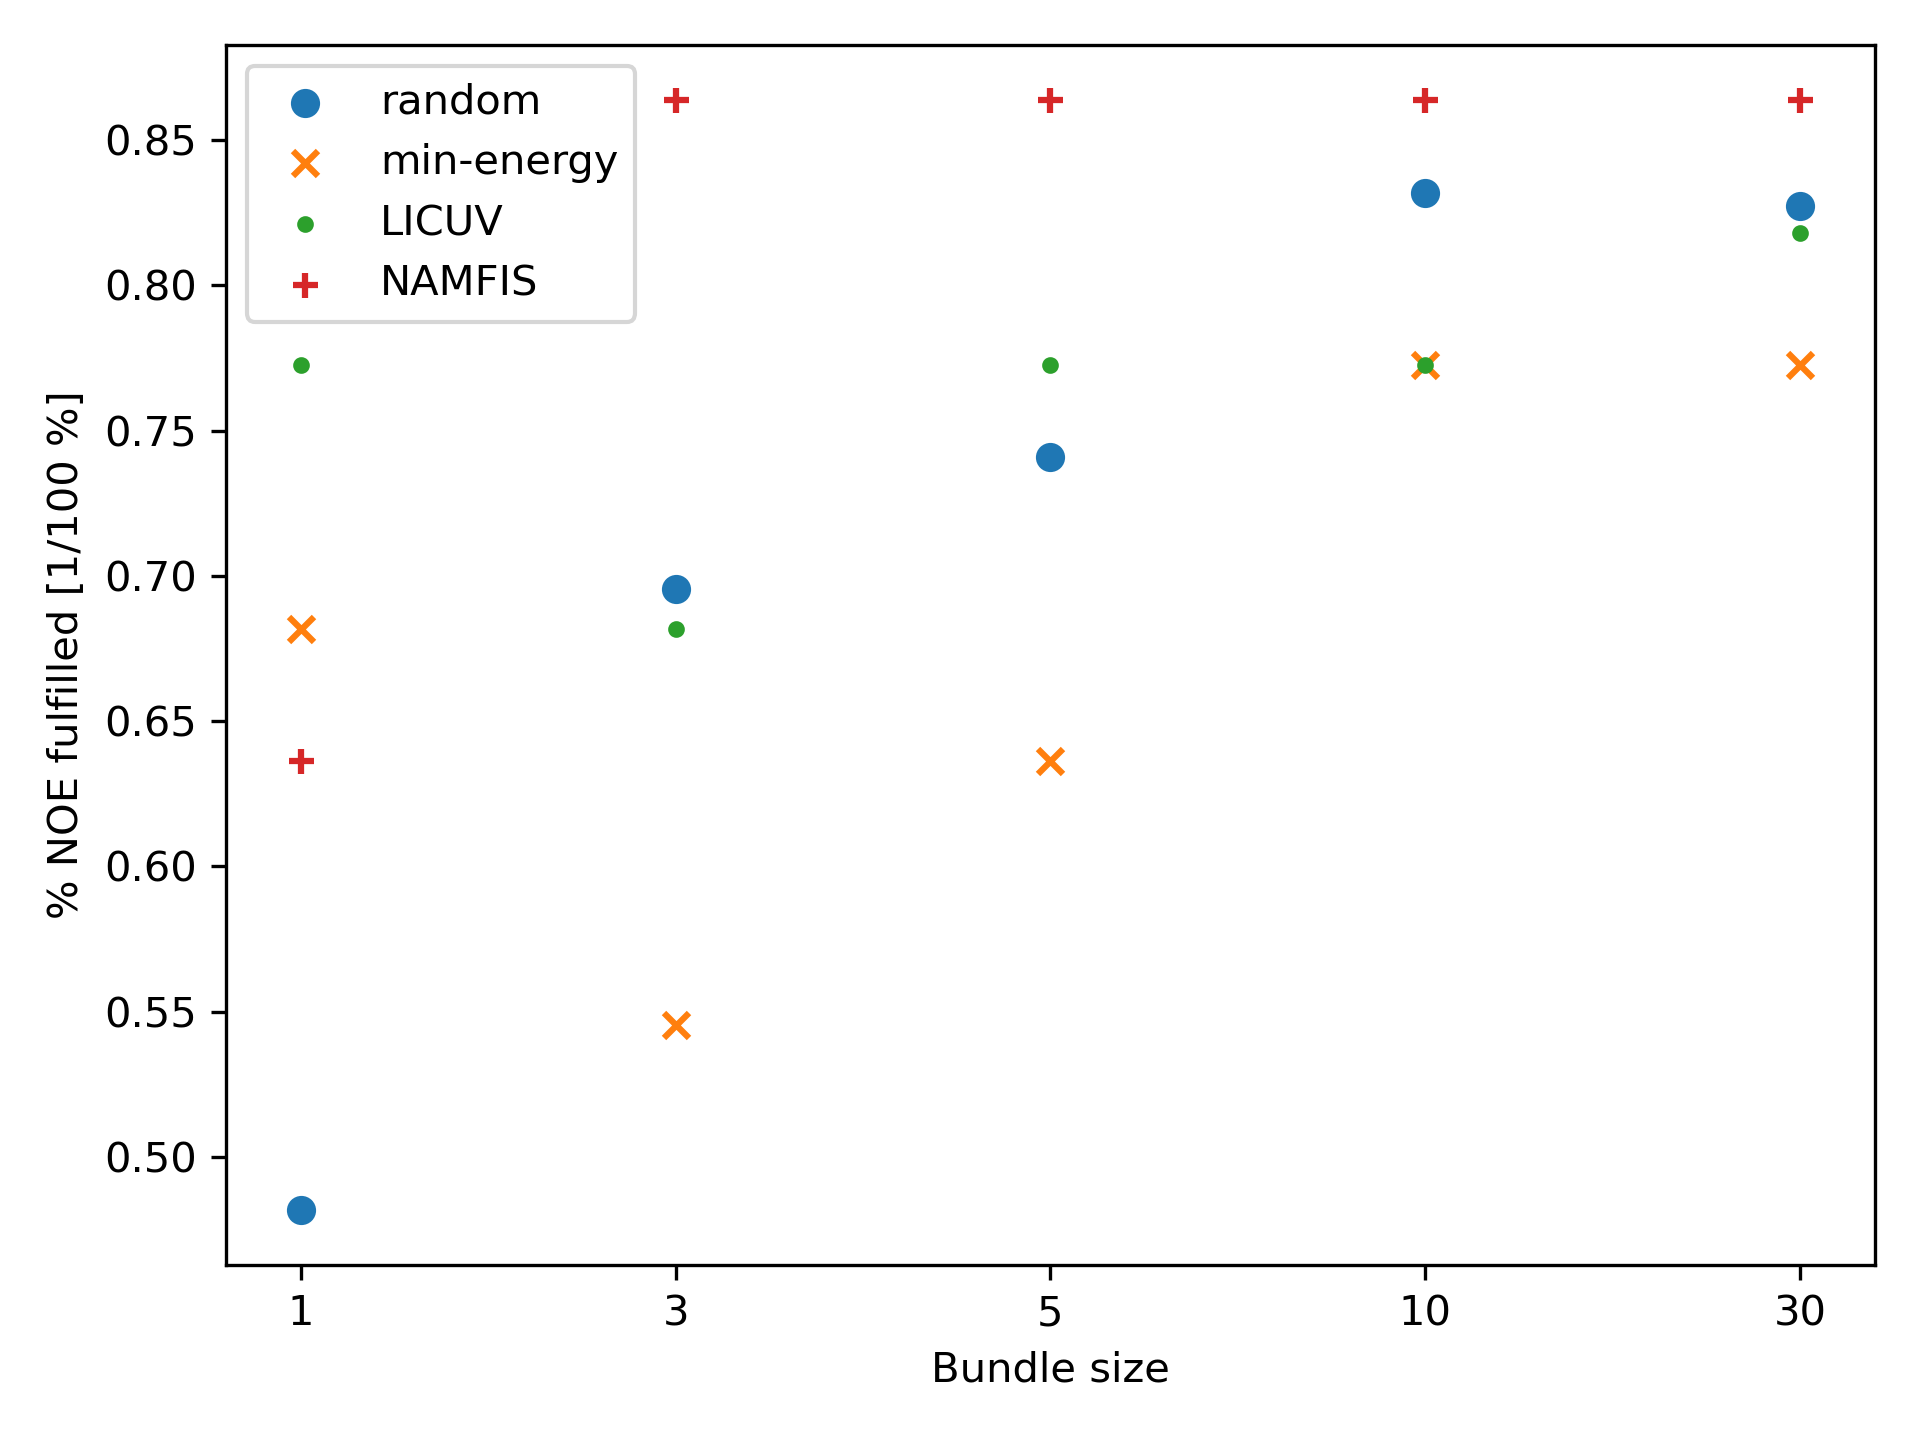 random
min-energy
LICUV
NAMFIS
0.85
0.80
0.75
0.70
0.65
0.60
0.55
0.50
% NOE fulfilled [1/100 %]
1 3 5 10 30
Bundle size